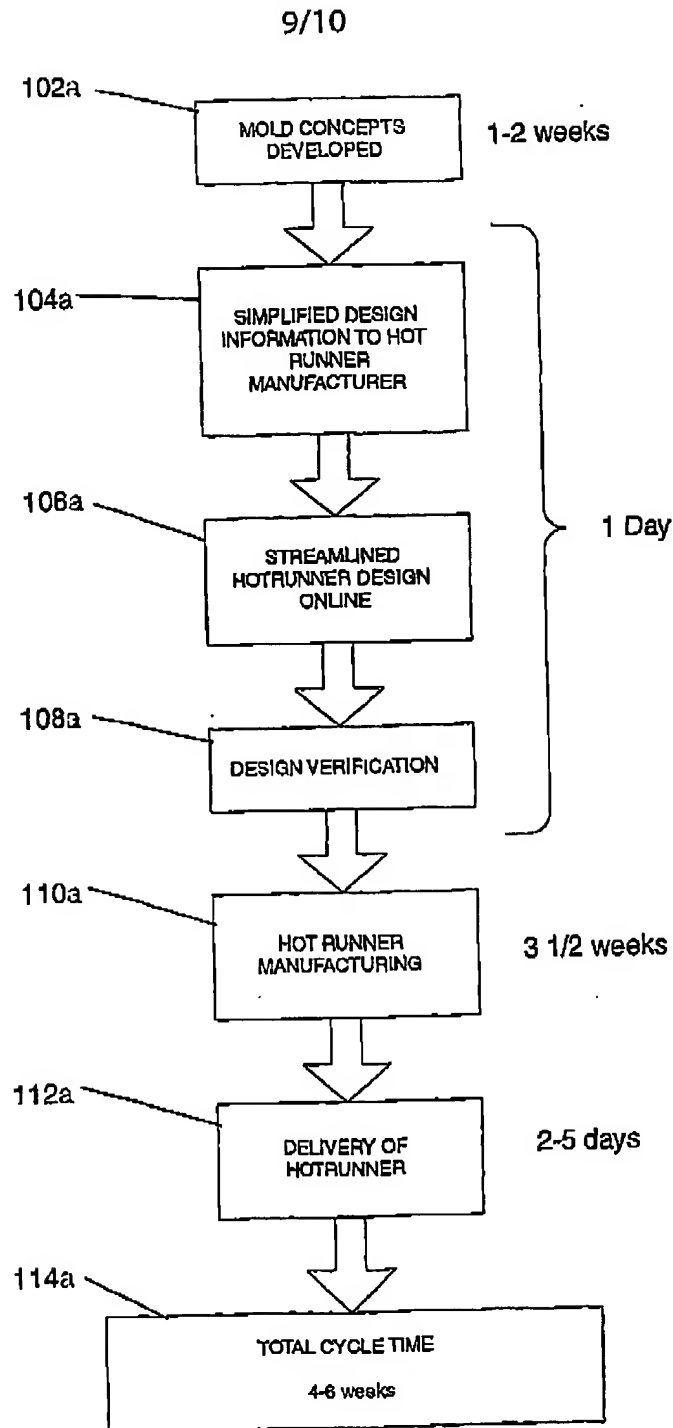 9/10
102a
MOLD CONCEPTS
DEVELOPED
1-2 weeks
104a
SIMPLIFIED DESIGN
INFORMATION TO HOT
RUNNER
MANUFACTURER
106a
STREAMLINED
HOTRUNNER DESIGN
ONLINE
1 Day
108a
DESIGN VERIFICATION
110a
HOT RUNNER
MANUFACTURING
3 1/2 weeks
112a
DELIVERY OF
HOTRUNNER
2-5 days
114a
TOTAL CYCLE TIME
4-6 weeks